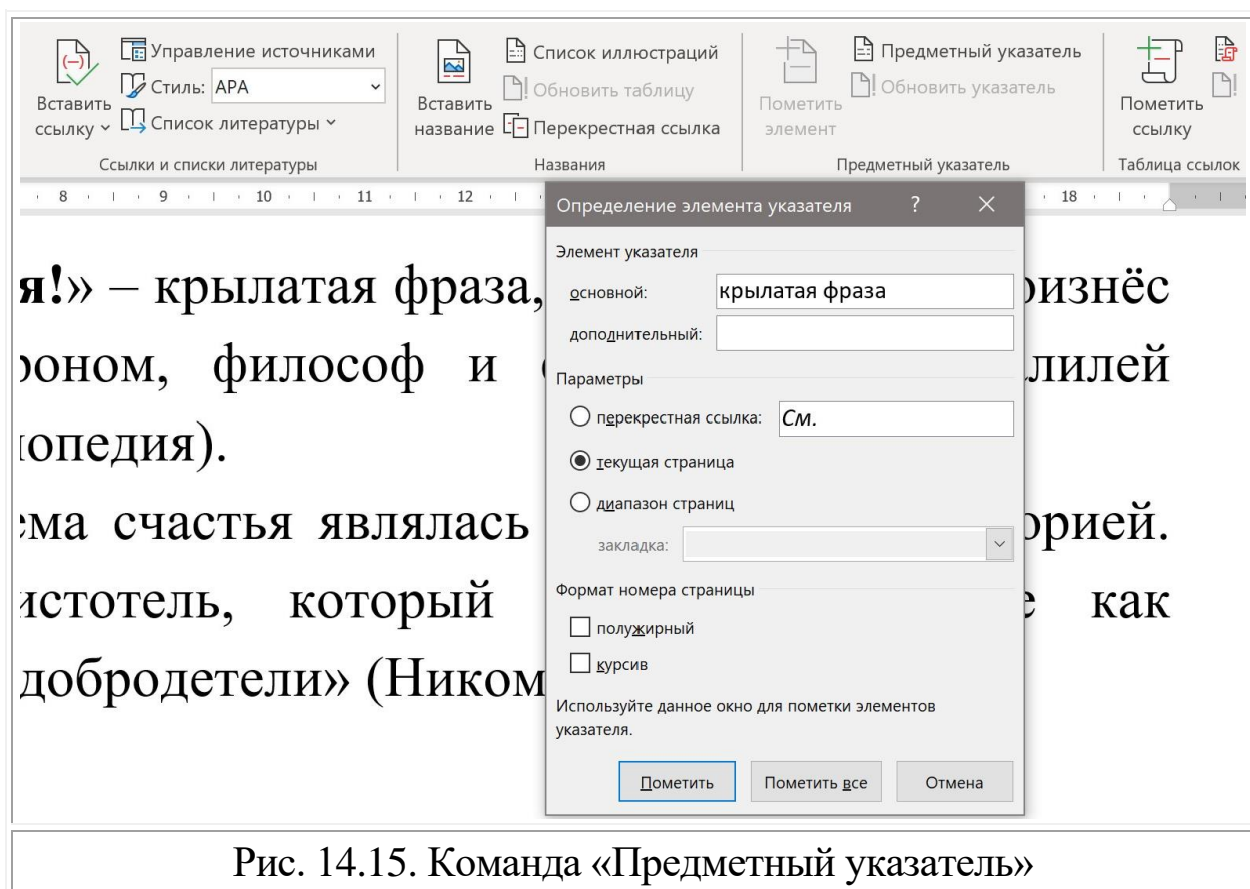 Управление источниками
Стиль: APA
Список литературы
Вставить ссылку
Ссылки и списки литературы
Список иллюстраций
Обновить таблицу
Перекрестная ссылка
Вставить название
Названия
Предметный указатель
Обновить указатель
Пометить элемент
Предметный указатель
Пометить ссылку
Таблица ссылок
8 9 10 11 12 18
Определение элемента указателя ?
Элемент указателя
основной: крылатая фраза
дополнительный:
Параметры
перекрестная ссылка: См.
текущая страница
диапазон страниц
закладка:
Формат номера страницы
полужирный
курсив
Используйте данное окно для пометки элементов
указателя.
Пометить Пометить все Отмена
я!» – крылатая фраза, оизнёс
роном, философ и лилей
лопедия).
ема счастья являлась орией.
истотель, который е как
добродетели» (Ником
Рис. 14.15. Команда «Предметный указатель»